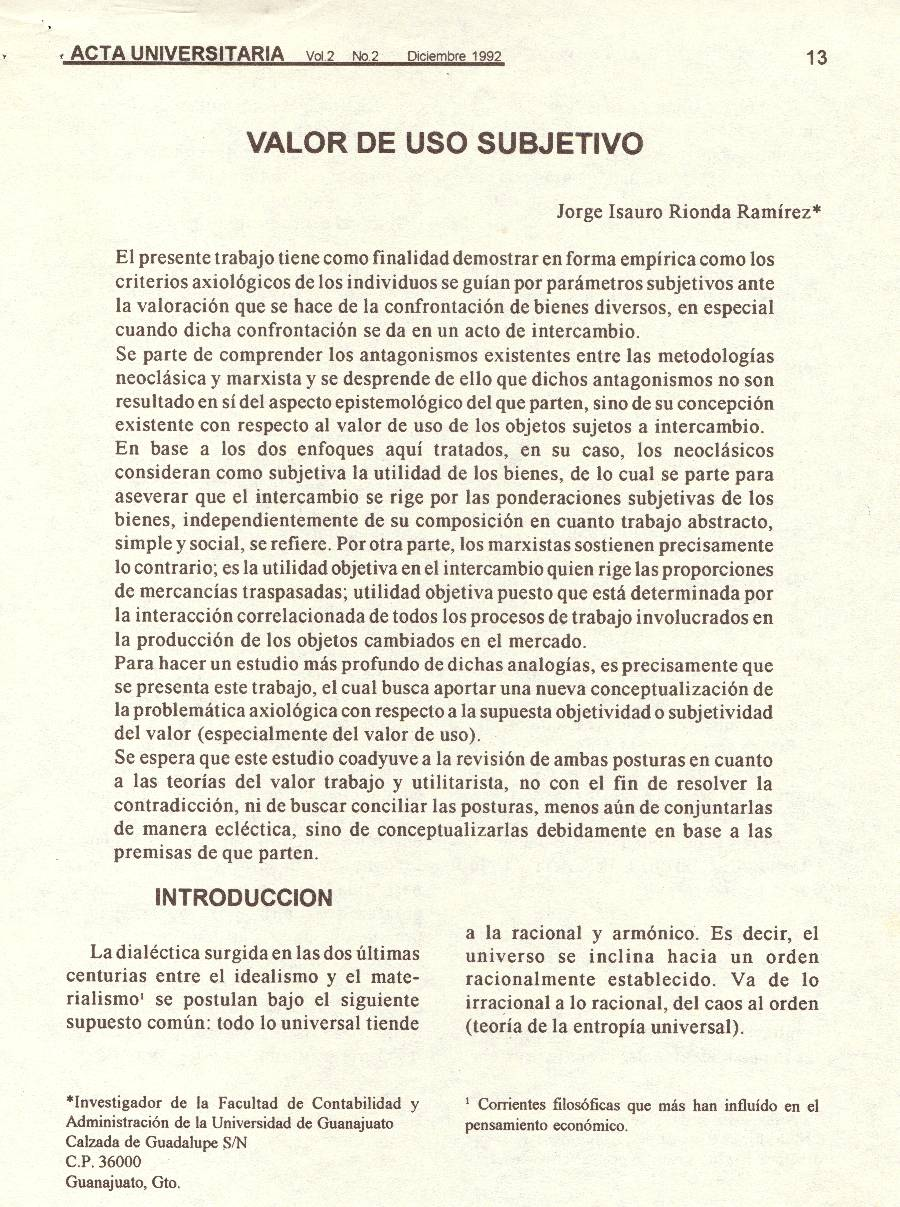 ACTA UNIVERSITARIA Vol.2 No.2 Diciembre 1992 13
VALOR DE USO SUBJETIVO
Jorge Isauro Rionda Ramírez*
El presente trabajo tiene como finalidad demostrar en forma empírica como los
criterios axiológicos de los individuos se guían por parámetros subjetivos ante
la valoración que se hace de la confrontación de bienes diversos, en especial
cuando dicha confrontación se da en un acto de intercambio.
Se parte de comprender los antagonismos existentes entre las metodologías
neoclásica y marxista y se desprende de ello que dichos antagonismos no son
resultado en sí del aspecto epistemológico del que parten, sino de su concepción
existente con respecto al valor de uso de los objetos sujetos a intercambio.
En base a los dos enfoques aquí tratados, en su caso, los neoclásicos
consideran como subjetiva la utilidad de los bienes, de lo cual se parte para
aseverar que el intercambio se rige por las ponderaciones subjetivas de los
bienes, independientemente de su composición en cuanto trabajo abstracto,
simple y social, se refiere. Por otra parte, los marxistas sostienen precisamente
lo contrario; es la utilidad objetiva en el intercambio quien rige las proporciones
de mercancías traspasadas; utilidad objetiva puesto que está determinada por
la interacción correlacionada de todos los procesos de trabajo involucrados en
la producción de los objetos cambiados en el mercado.
Para hacer un estudio más profundo de dichas analogías, es precisamente que
se presenta este trabajo, el cual busca aportar una nueva conceptualización de
la problemática axiológica con respecto a la supuesta objetividad o subjetividad
del valor (especialmente del valor de uso).
Se espera que este estudio coadyuve a la revisión de ambas posturas en cuanto
a las teorías del valor trabajo y utilitarista, no con el fin de resolver la
contradicción, ni de buscar conciliar las posturas, menos aún de conjuntarlas
de manera ecléctica, sino de conceptualizarlas debidamente en base a las
premisas de que parten.
INTRODUCCION
La dialéctica surgida en las dos últimas
centurias entre el idealismo y el mate-
rialismo¹ se postulan bajo el siguiente
supuesto común: todo lo universal tiende
a la racional y armónico. Es decir, el
universo se inclina hacia un orden
racionalmente establecido. Va de lo
irracional a lo racional, del caos al orden
(teoría de la entropía universal).
*Investigador de la Facultad de Contabilidad y
Administración de la Universidad de Guanajuato
Calzada de Guadalupe S/N
C.P. 36000
Guanajuato, Gto.
¹ Corrientes filosóficas que más han influído en el
pensamiento económico.